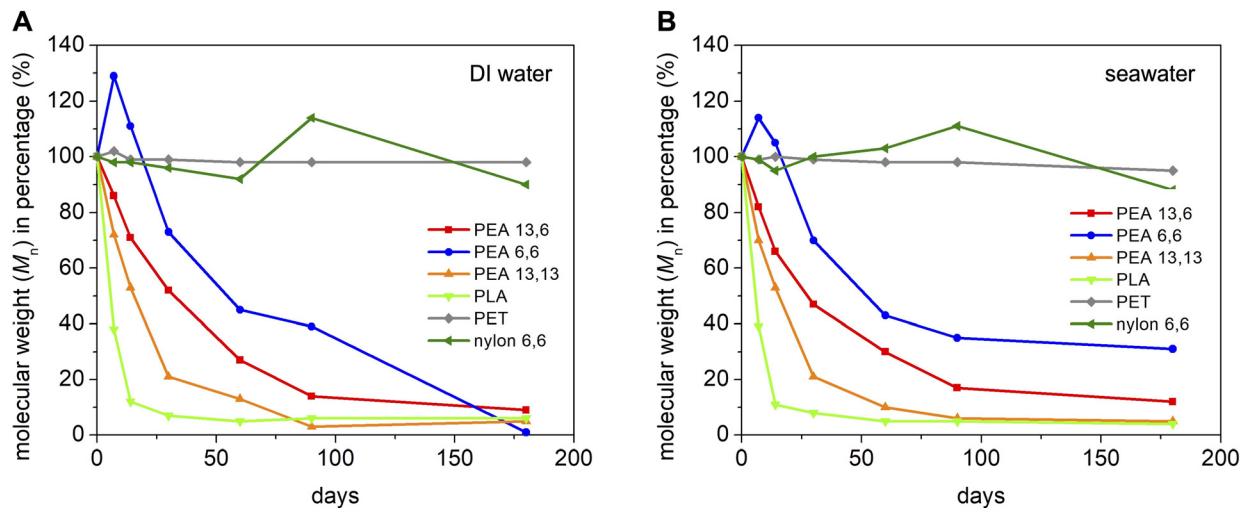 A
molecular weight (Mn) in percentage (%)
140
120
100
80
60
40
20
0
DI water
PEA 13,6
PEA 6,6
PEA 13,13
PLA
PET
nylon 6,6
0 50 100 150 200
days
B
molecular weight (Mn) in percentage (%)
140
120
100
80
60
40
20
0
seawater
PEA 13,6
PEA 6,6
PEA 13,13
PLA
PET
nylon 6,6
0 50 100 150 200
days